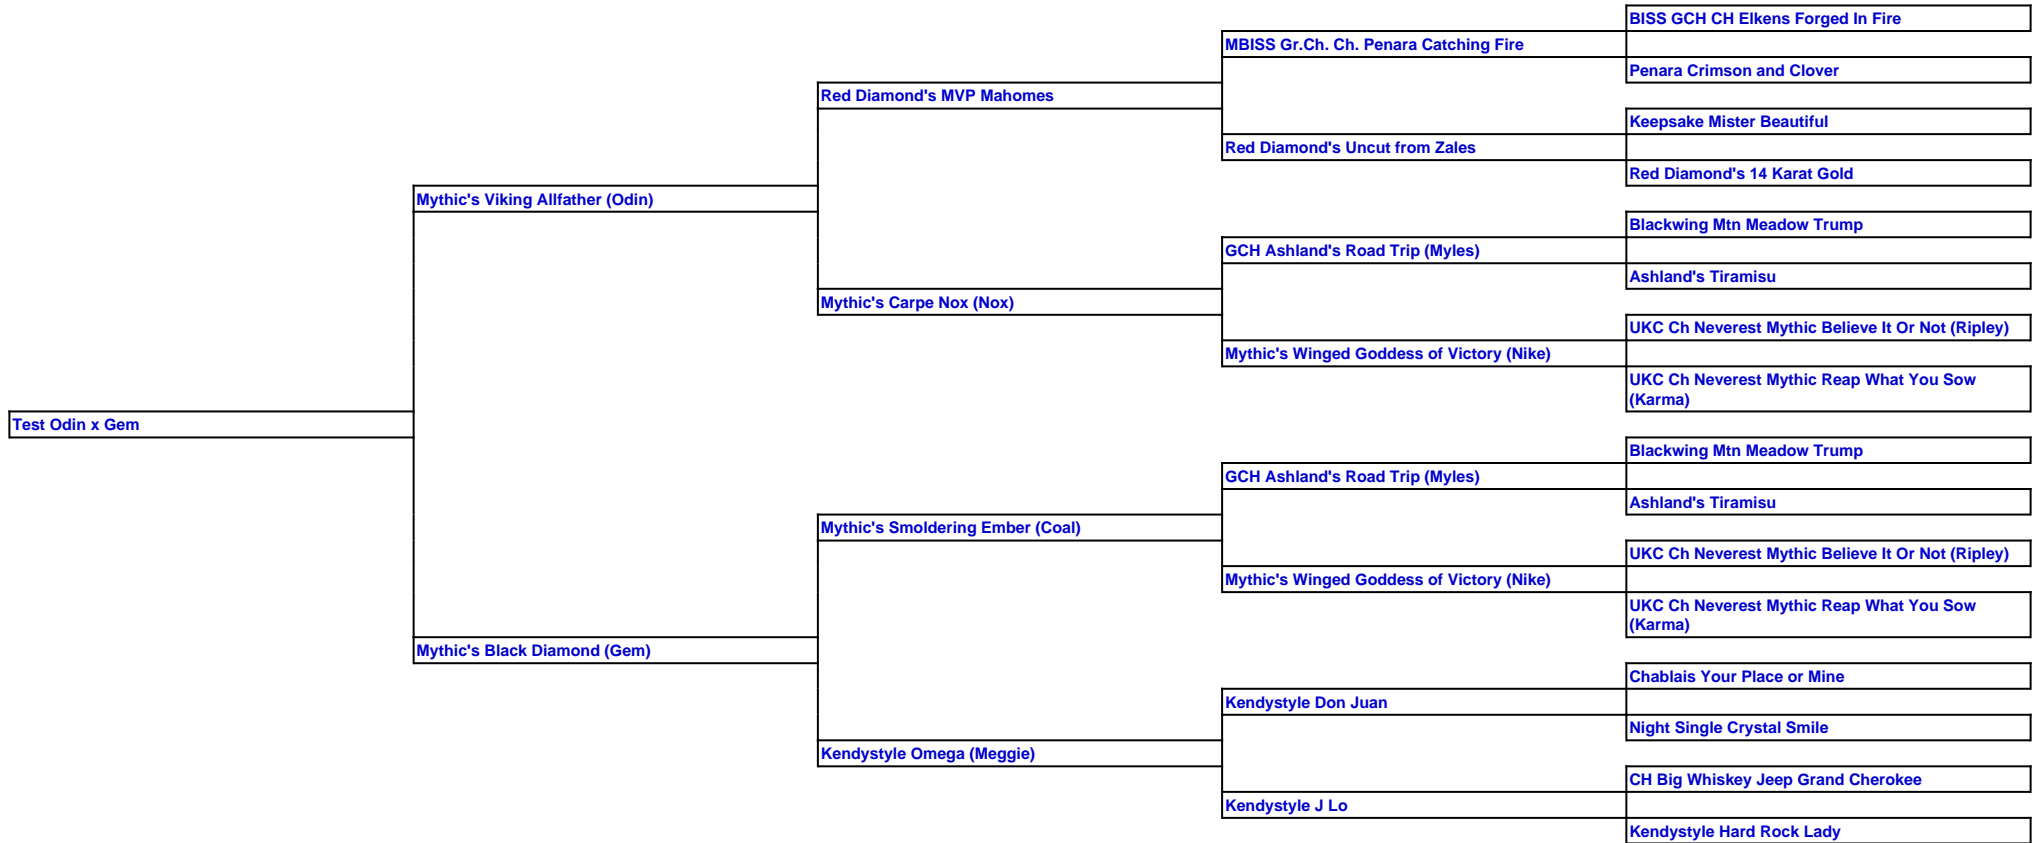 BISS GCH CH Elkens Forged In Fire
MBISS Gr.Ch. Ch. Penara Catching Fire
Penara Crimson and Clover
Red Diamond's MVP Mahomes
Keepsake Mister Beautiful
Red Diamond's Uncut from Zales
Red Diamond's 14 Karat Gold
Mythic's Viking Allfather (Odin)
Blackwing Mtn Meadow Trump
GCH Ashland's Road Trip (Myles)
Ashland's Tiramisu
Mythic's Carpe Nox (Nox)
UKC Ch Neverest Mythic Believe It Or Not (Ripley)
Mythic's Winged Goddess of Victory (Nike)
UKC Ch Neverest Mythic Reap What You Sow
(Karma)
Test Odin x Gem
Blackwing Mtn Meadow Trump
GCH Ashland's Road Trip (Myles)
Ashland's Tiramisu
Mythic's Smoldering Ember (Coal)
UKC Ch Neverest Mythic Believe It Or Not (Ripley)
Mythic's Winged Goddess of Victory (Nike)
UKC Ch Neverest Mythic Reap What You Sow
(Karma)
Mythic's Black Diamond (Gem)
Chablais Your Place or Mine
Kendystyle Don Juan
Night Single Crystal Smile
Kendystyle Omega (Meggie)
CH Big Whiskey Jeep Grand Cherokee
Kendystyle J Lo
Kendystyle Hard Rock Lady